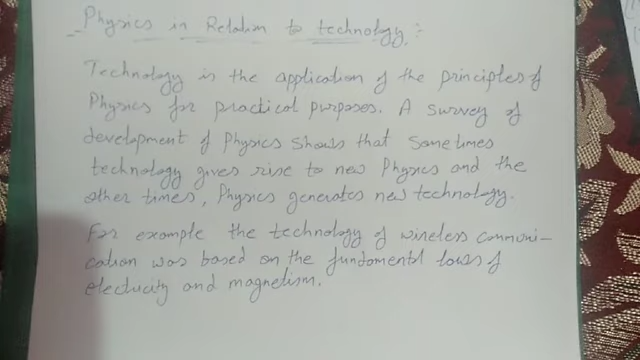 Physics in Relation to technology :-
Technology is the application of the principles of
Physics for practical purposes. A survey of
development of Physics shows that sometimes
technology gives rise to new Physics and the
other times, Physics generates new technology.
For example the technology of wireless communi-
cation was based on the fundamental laws of
electricity and magnetism.